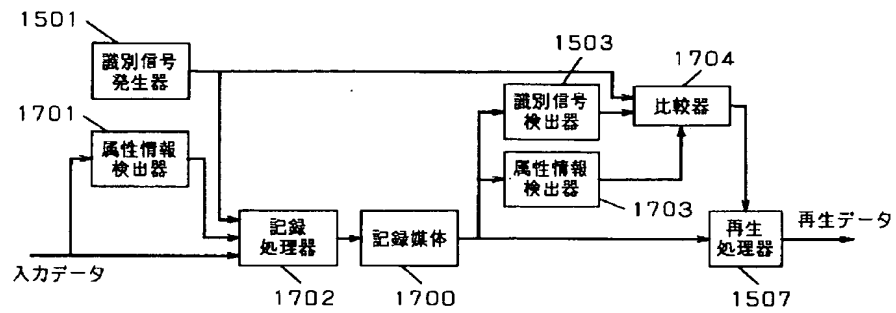 1501
識別信号
発生器
1701
属性情報
検出器
入力データ
記録
処理器
1702
記録媒体
1700
1503
識別信号
検出器
属性情報
検出器
1703
1704
比較器
再生
処理器
1507
再生データ